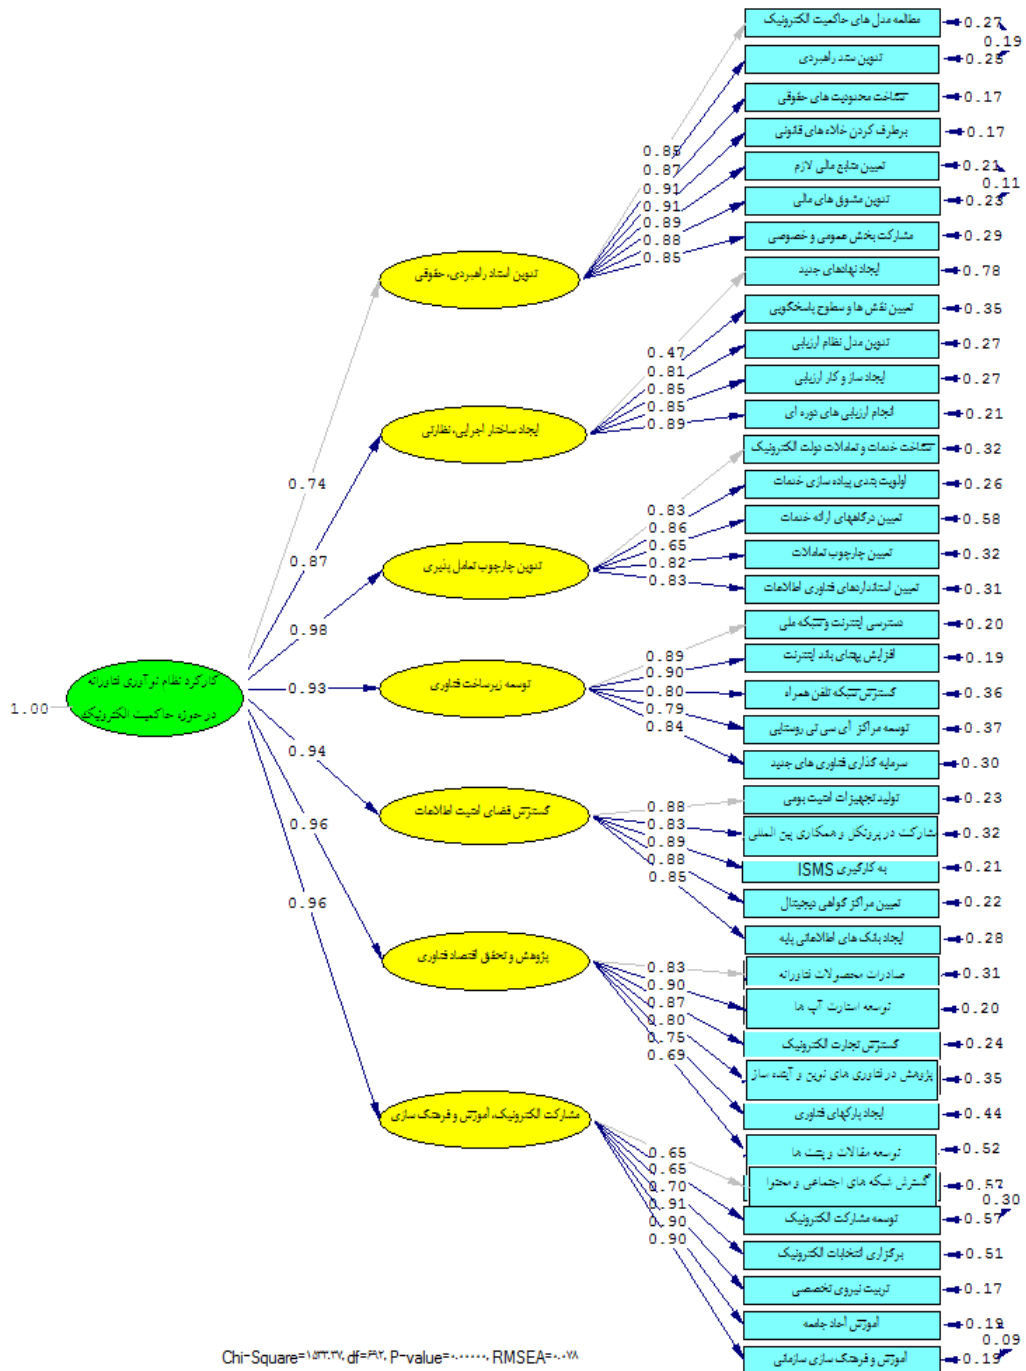 مطالعه مدل های حاکمیت الکترونیک
0.27
0.19
تدوین سند راهبردی
0.25
شناخت محدودیت های حقوقی
0.17
برطرف کردن خلاءهای قانونی
0.17
تعیین منابع مالی لازم
0.21
0.11
تدوین مشوق های مالی
0.23
مشارکت بخش عمومی و خصوصی
0.29
0.85
0.87
0.91
0.91
0.89
0.88
0.85
تدوین اسناد راهبردی، حقوقی
ایجاد نهادهای جدید
0.78
تعیین نقش ها و سطوح پاسخگویی
0.35
تدوین مدل نظام ارزیابی
0.27
ایجاد ساز و کار ارزیابی
0.27
انجام ارزیابی های دوره ای
0.21
0.47
0.81
0.85
0.85
0.89
ایجاد ساختار اجرایی، نظارتی
شناخت خدمات و تعاملات دولت الکترونیک
0.32
اولویت بندی پیاده سازی خدمات
0.26
تعیین درگاههای ارائه خدمات
0.58
تعیین چارچوب تعاملات
0.32
تعیین استانداردهای فناوری اطلاعات
0.31
0.83
0.86
0.65
0.82
0.83
تدوین چارچوب تعامل پذیری
دسترسی اینترنت و شبکه ملی
0.20
افزایش پهنای باند اینترنت
0.19
گسترش شبکه تلفن همراه
0.36
توسعه مراکز آی سی تی روستایی
0.37
سرمایه گذاری فناوری های جدید
0.30
0.89
0.90
0.80
0.79
0.84
توسعه زیرساخت فناوری
کارکرد نظام نوآوری فناورانه
در حوزه حاکمیت الکترونیک
1.00
0.74
0.87
0.98
0.93
0.94
0.96
0.96
تولید تجهیزات امنیت بومی
0.23
مشارکت در پروتکل و همکاری بین المللی
0.32
به کارگیری ISMS
0.21
تعیین مراکز گواهی دیجیتال
0.22
ایجاد بانک های اطلاعاتی پایه
0.28
0.88
0.83
0.89
0.88
0.85
گسترش فضای امنیت اطلاعات
صادرات محصولات فناورانه
0.31
توسعه استارت آپ ها
0.20
گسترش تجارت الکترونیک
0.24
پژوهش در فناوری های نوین و آینده ساز
0.35
ایجاد پارکهای فناوری
0.44
توسعه مقالات و پتنت ها
0.52
0.83
0.90
0.87
0.80
0.75
0.69
پژوهش و تحقق اقتصاد فناوری
گسترش شبکه های اجتماعی و محتوا
0.57
0.30
توسعه مشارکت الکترونیک
0.57
برگزاری انتخابات الکترونیک
0.51
تربیت نیروی تخصصی
0.17
آموزش آحاد جامعه
0.19
0.09
آموزش و فرهنگ سازی سازمانی
0.19
0.65
0.65
0.70
0.91
0.90
0.90
مشارکت الکترونیک، آموزش و فرهنگ سازی
Chi-Square=۱۵۳۳.۳۷, df=۶۹۲, P-value=۰.۰۰۰۰۰, RMSEA=۰.۰۷۸